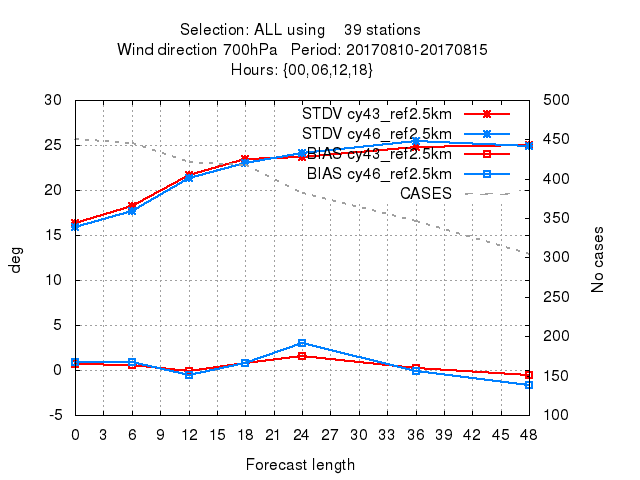 Selection: ALL using    39 stations
Wind direction 700hPa   Period: 20170810-20170815
Hours: {00,06,12,18}
30
25
20
15
10
5
0
-5
deg
STDV cy43_ref2.5km
STDV cy46_ref2.5km
BIAS cy43_ref2.5km
BIAS cy46_ref2.5km
CASES
500
450
400
350
300
250
200
150
100
No cases
0 3 6 9 12 15 18 21 24 27 30 33 36 39 42 45 48
Forecast length